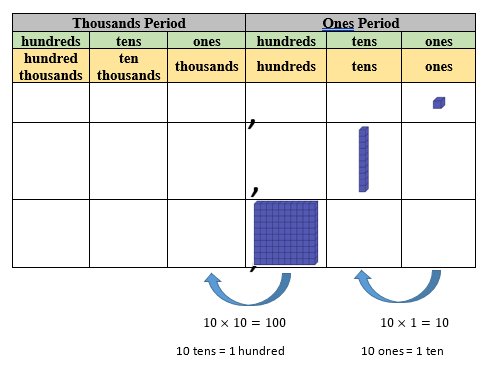 Thousands Period Ones Period
hundreds tens ones hundreds tens ones
hundred thousands ten thousands thousands hundreds tens ones
,
,
,
10 × 10 = 100 10 × 1 = 10
10 tens = 1 hundred 10 ones = 1 ten